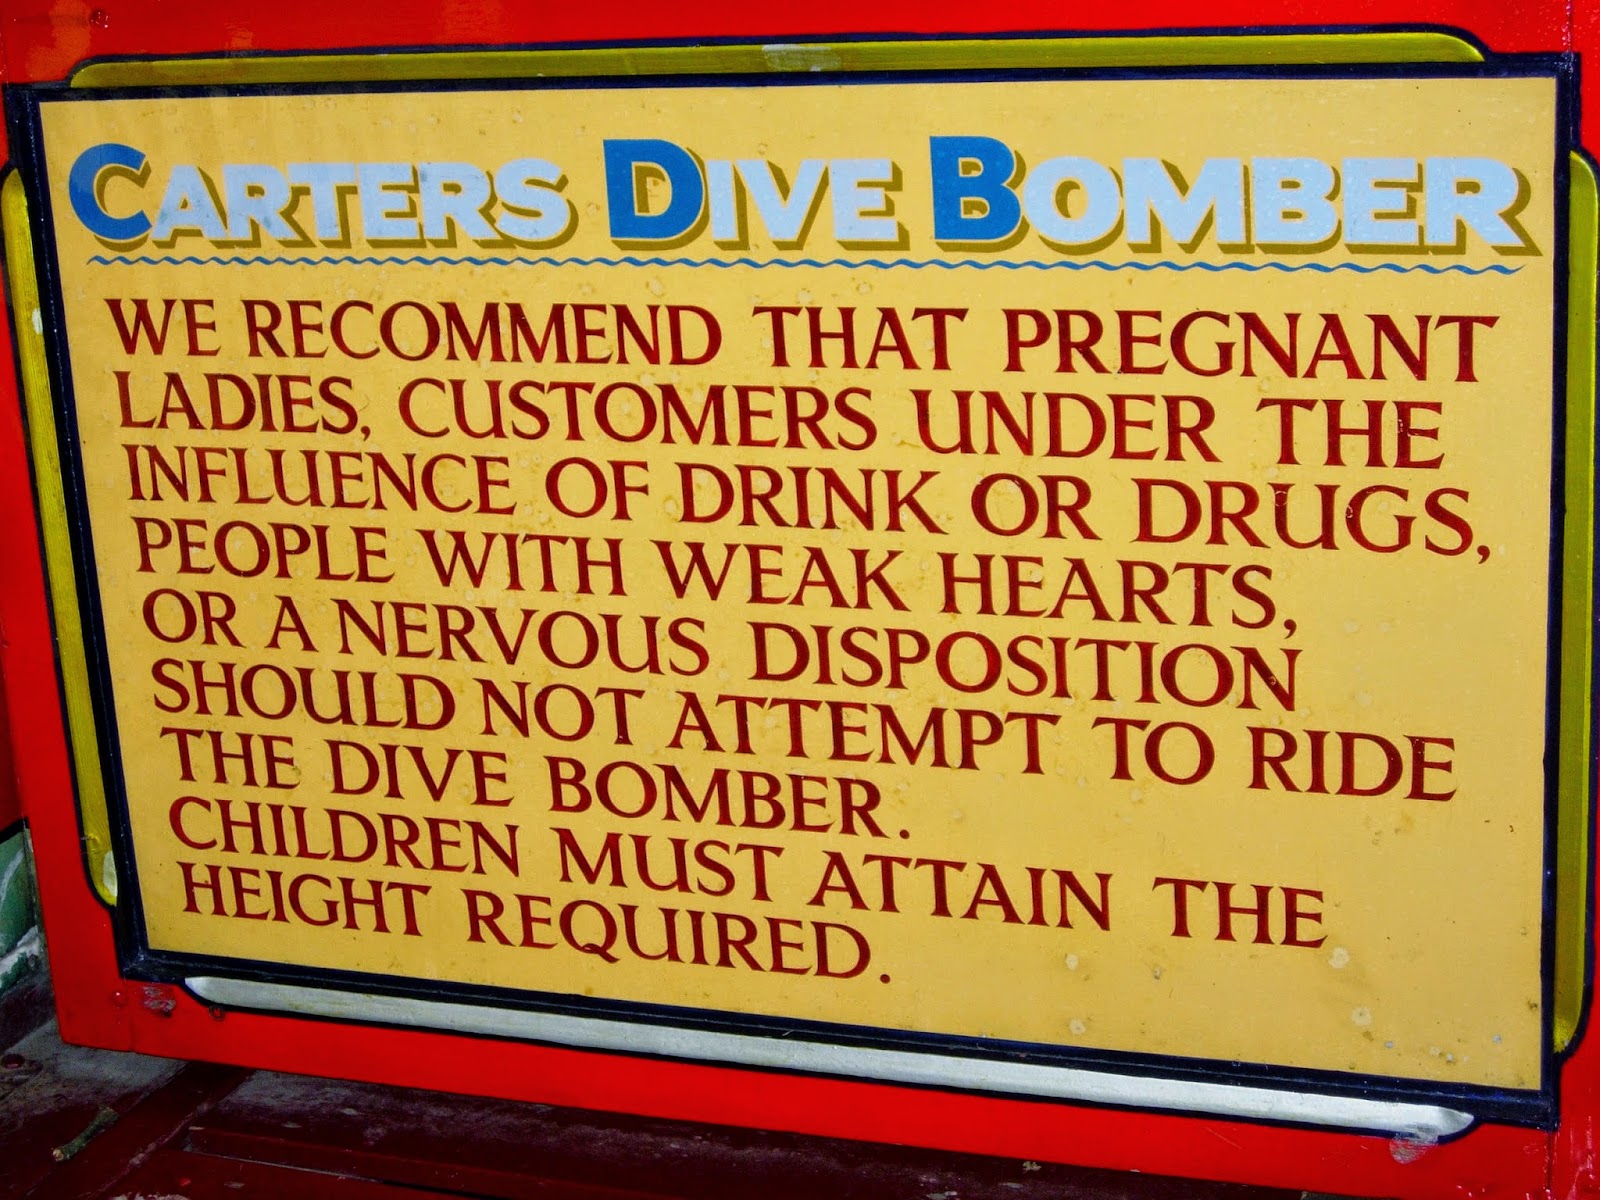 CARTERS DIVE BOMBER
WE RECOMMEND THAT PREGNANT
LADIES, CUSTOMERS UNDER THE
INFLUENCE OF DRINK OR DRUGS,
PEOPLE WITH WEAK HEARTS,
OR A NERVOUS DISPOSITION
SHOULD NOT ATTEMPT TO RIDE
THE DIVE BOMBER.
CHILDREN MUST ATTAIN THE
HEIGHT REQUIRED.